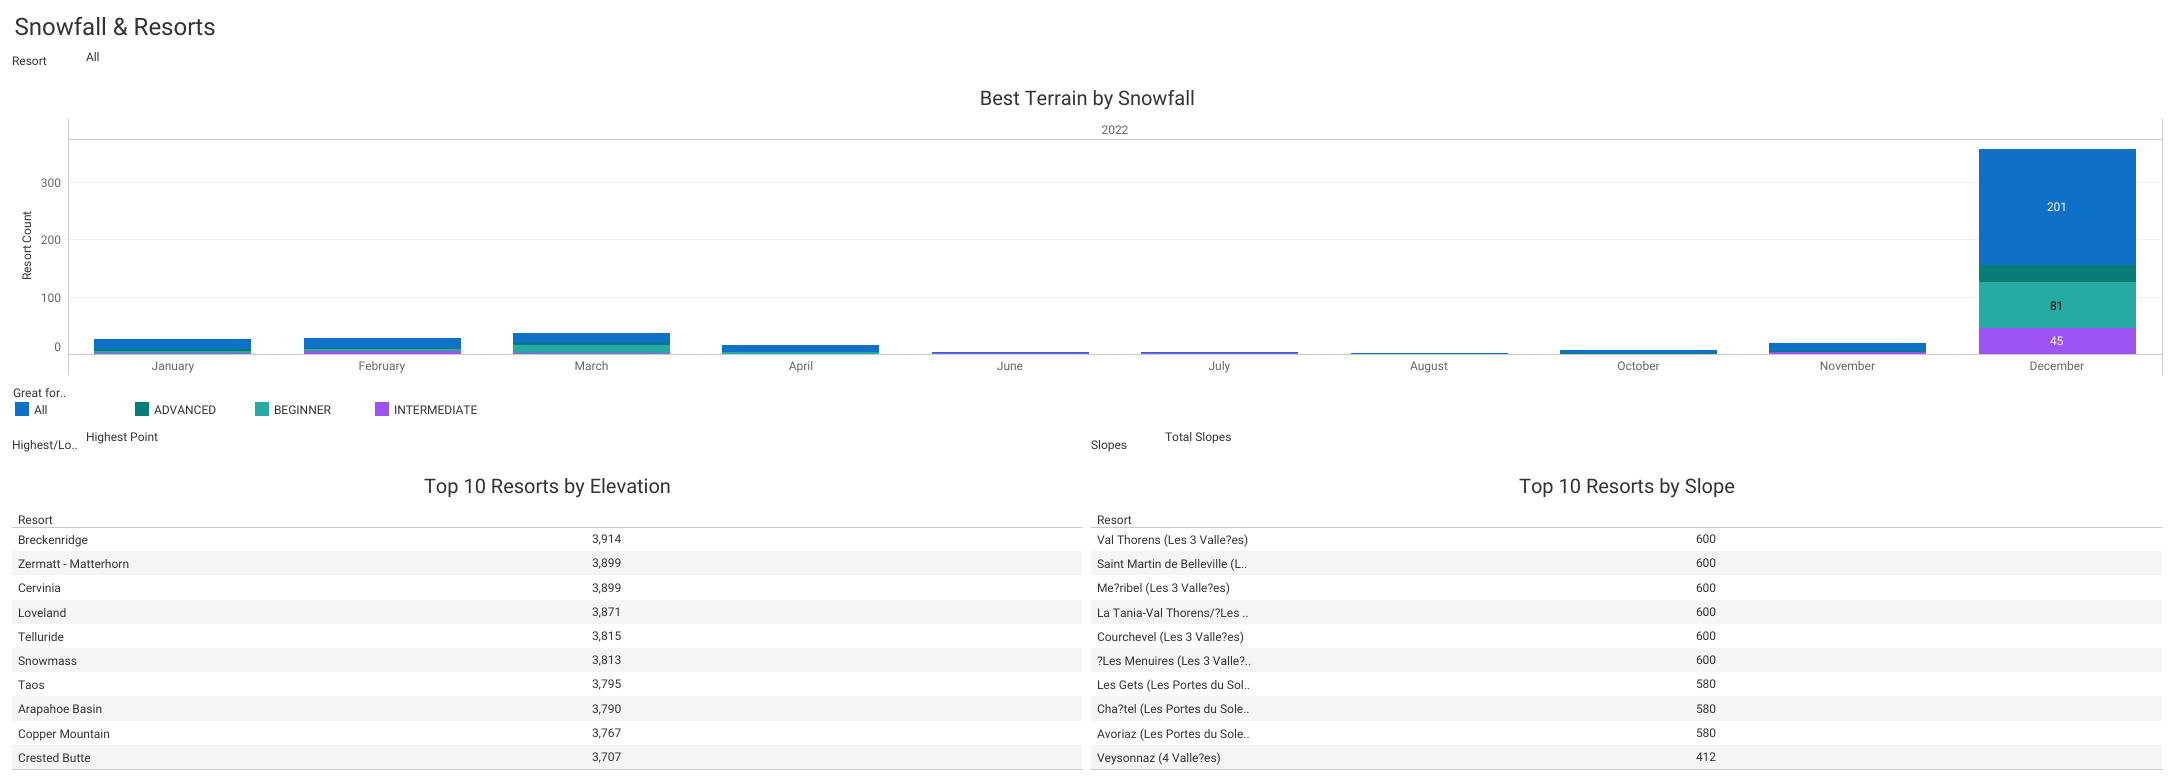 Snowfall & Resorts
Resort All
Best Terrain by Snowfall
2022
Resort Count
300
200
100
0
201
81
45
January February March April June July August October November December
Great for..
All ADVANCED BEGINNER INTERMEDIATE
Highest/Lo.. Highest Point
Slopes Total Slopes
Top 10 Resorts by Elevation
Resort
Breckenridge 3,914
Zermatt - Matterhorn 3,899
Cervinia 3,899
Loveland 3,871
Telluride 3,815
Snowmass 3,813
Taos 3,795
Arapahoe Basin 3,790
Copper Mountain 3,767
Crested Butte 3,707
Top 10 Resorts by Slope
Resort
Val Thorens (Les 3 Valle?es) 600
Saint Martin de Belleville (L.. 600
Me?ribel (Les 3 Valle?es) 600
La Tania-Val Thorens/?Les .. 600
Courchevel (Les 3 Valle?es) 600
?Les Menuires (Les 3 Valle?.. 600
Les Gets (Les Portes du Sol.. 580
Cha?tel (Les Portes du Sole.. 580
Avoriaz (Les Portes du Sole.. 580
Veysonnaz (4 Valle?es) 412